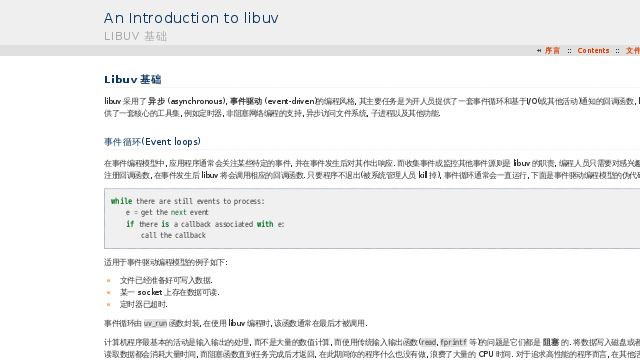 An Introduction to libuv
LIBUV 基础
« 序言 :: Contents :: 文件
Libuv 基础
libuv 采用了 异步 (asynchronous), 事件驱动 (event-driven)的编程风格, 其主要任务是为开人员提供了一套事件循环和基于I/O(或其他活动)通知的回调函数,
供了一套核心的工具集, 例如定时器, 非阻塞网络编程的支持, 异步访问文件系统, 子进程以及其他功能.
事件循环(Event loops)
在事件编程模型中, 应用程序通常会关注某些特定的事件, 并在事件发生后对其作出响应. 而收集事件或监控其他事件源则是 libuv 的职责, 编程人员只需要对感兴
注册回调函数, 在事件发生后 libuv 将会调用相应的回调函数. 只要程序不退出(被系统管理人员 kill 掉), 事件循环通常会一直运行, 下面是事件驱动编程模型的伪代
while there are still events to process:
e = get the next event
if there is a callback associated with e:
call the callback
适用于事件驱动编程模型的例子如下:
文件已经准备好可写入数据.
某一 socket 上存在数据可读.
定时器已超时.
事件循环由 uv_run 函数封装, 在使用 libuv 编程时, 该函数通常在最后才被调用.
计算机程序最基本的活动是输入输出的处理, 而不是大量的数值计算, 而使用传统输入输出函数(read, fprintf 等)的问题是它们都是 阻塞 的. 将数据写入磁盘或
读取数据都会消耗大量时间, 而阻塞函数直到任务完成后才返回, 在此期间你的程序什么也没有做, 浪费了大量的 CPU 时间. 对于追求高性能的程序而言, 在其他